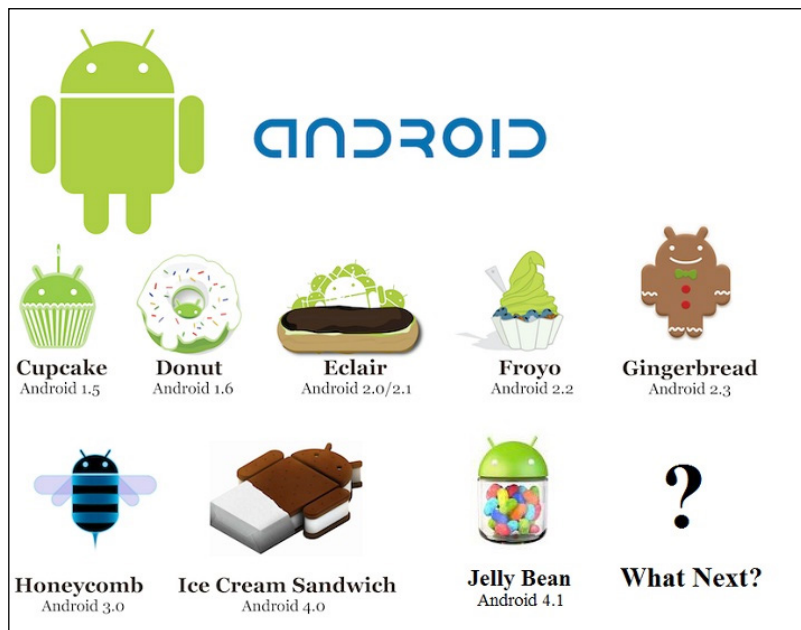 ANDROID
Cupcake
Android 1.5
Donut
Android 1.6
Eclair
Android 2.0/2.1
Froyo
Android 2.2
Gingerbread
Android 2.3
Honeycomb
Android 3.0
Ice Cream Sandwich
Android 4.0
Jelly Bean
Android 4.1
?
What Next?